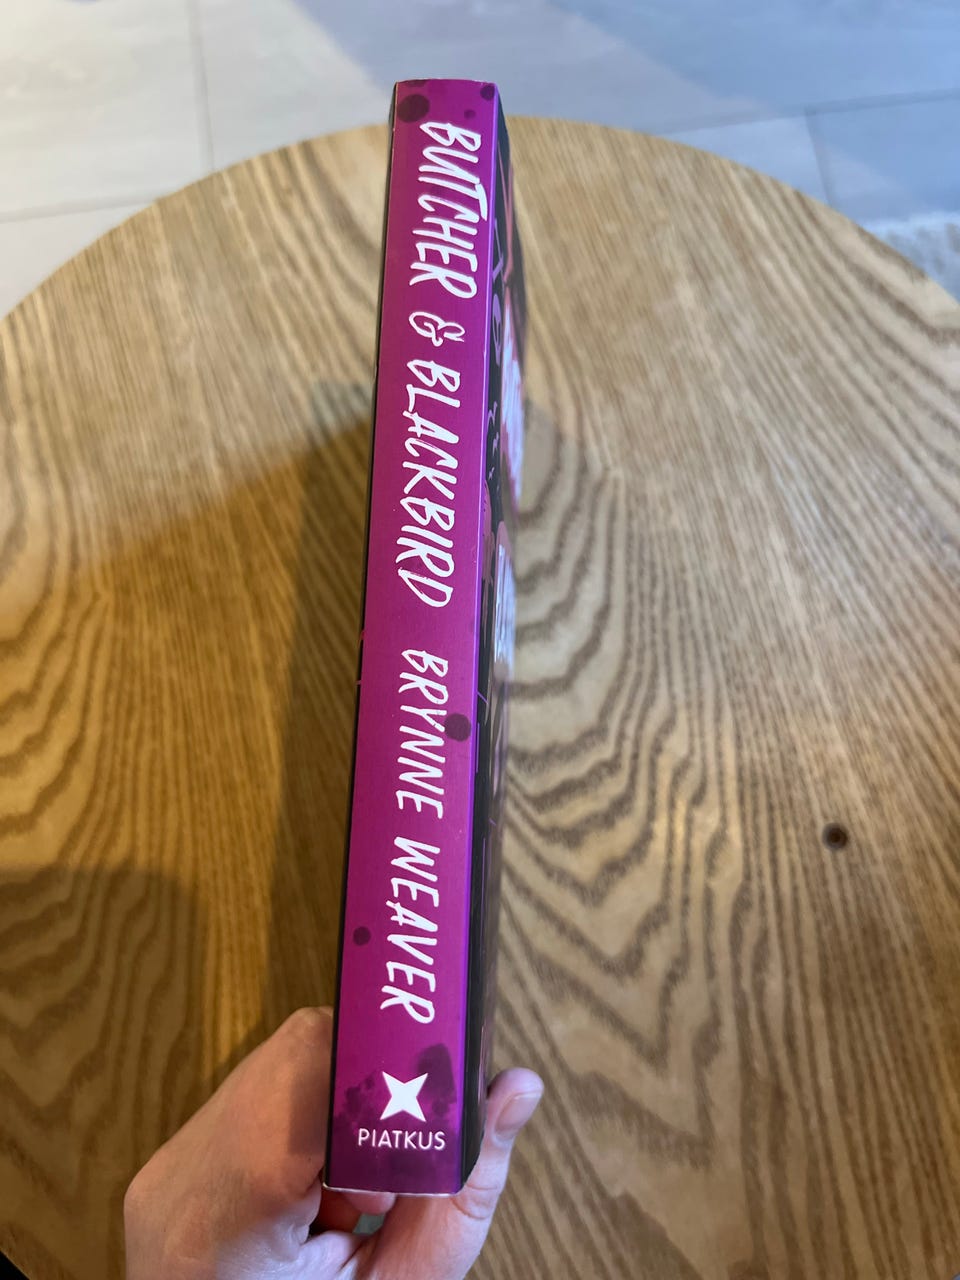 BUTCHER & BLACKBIRD BRYNNE WEAVER
PIATKUS